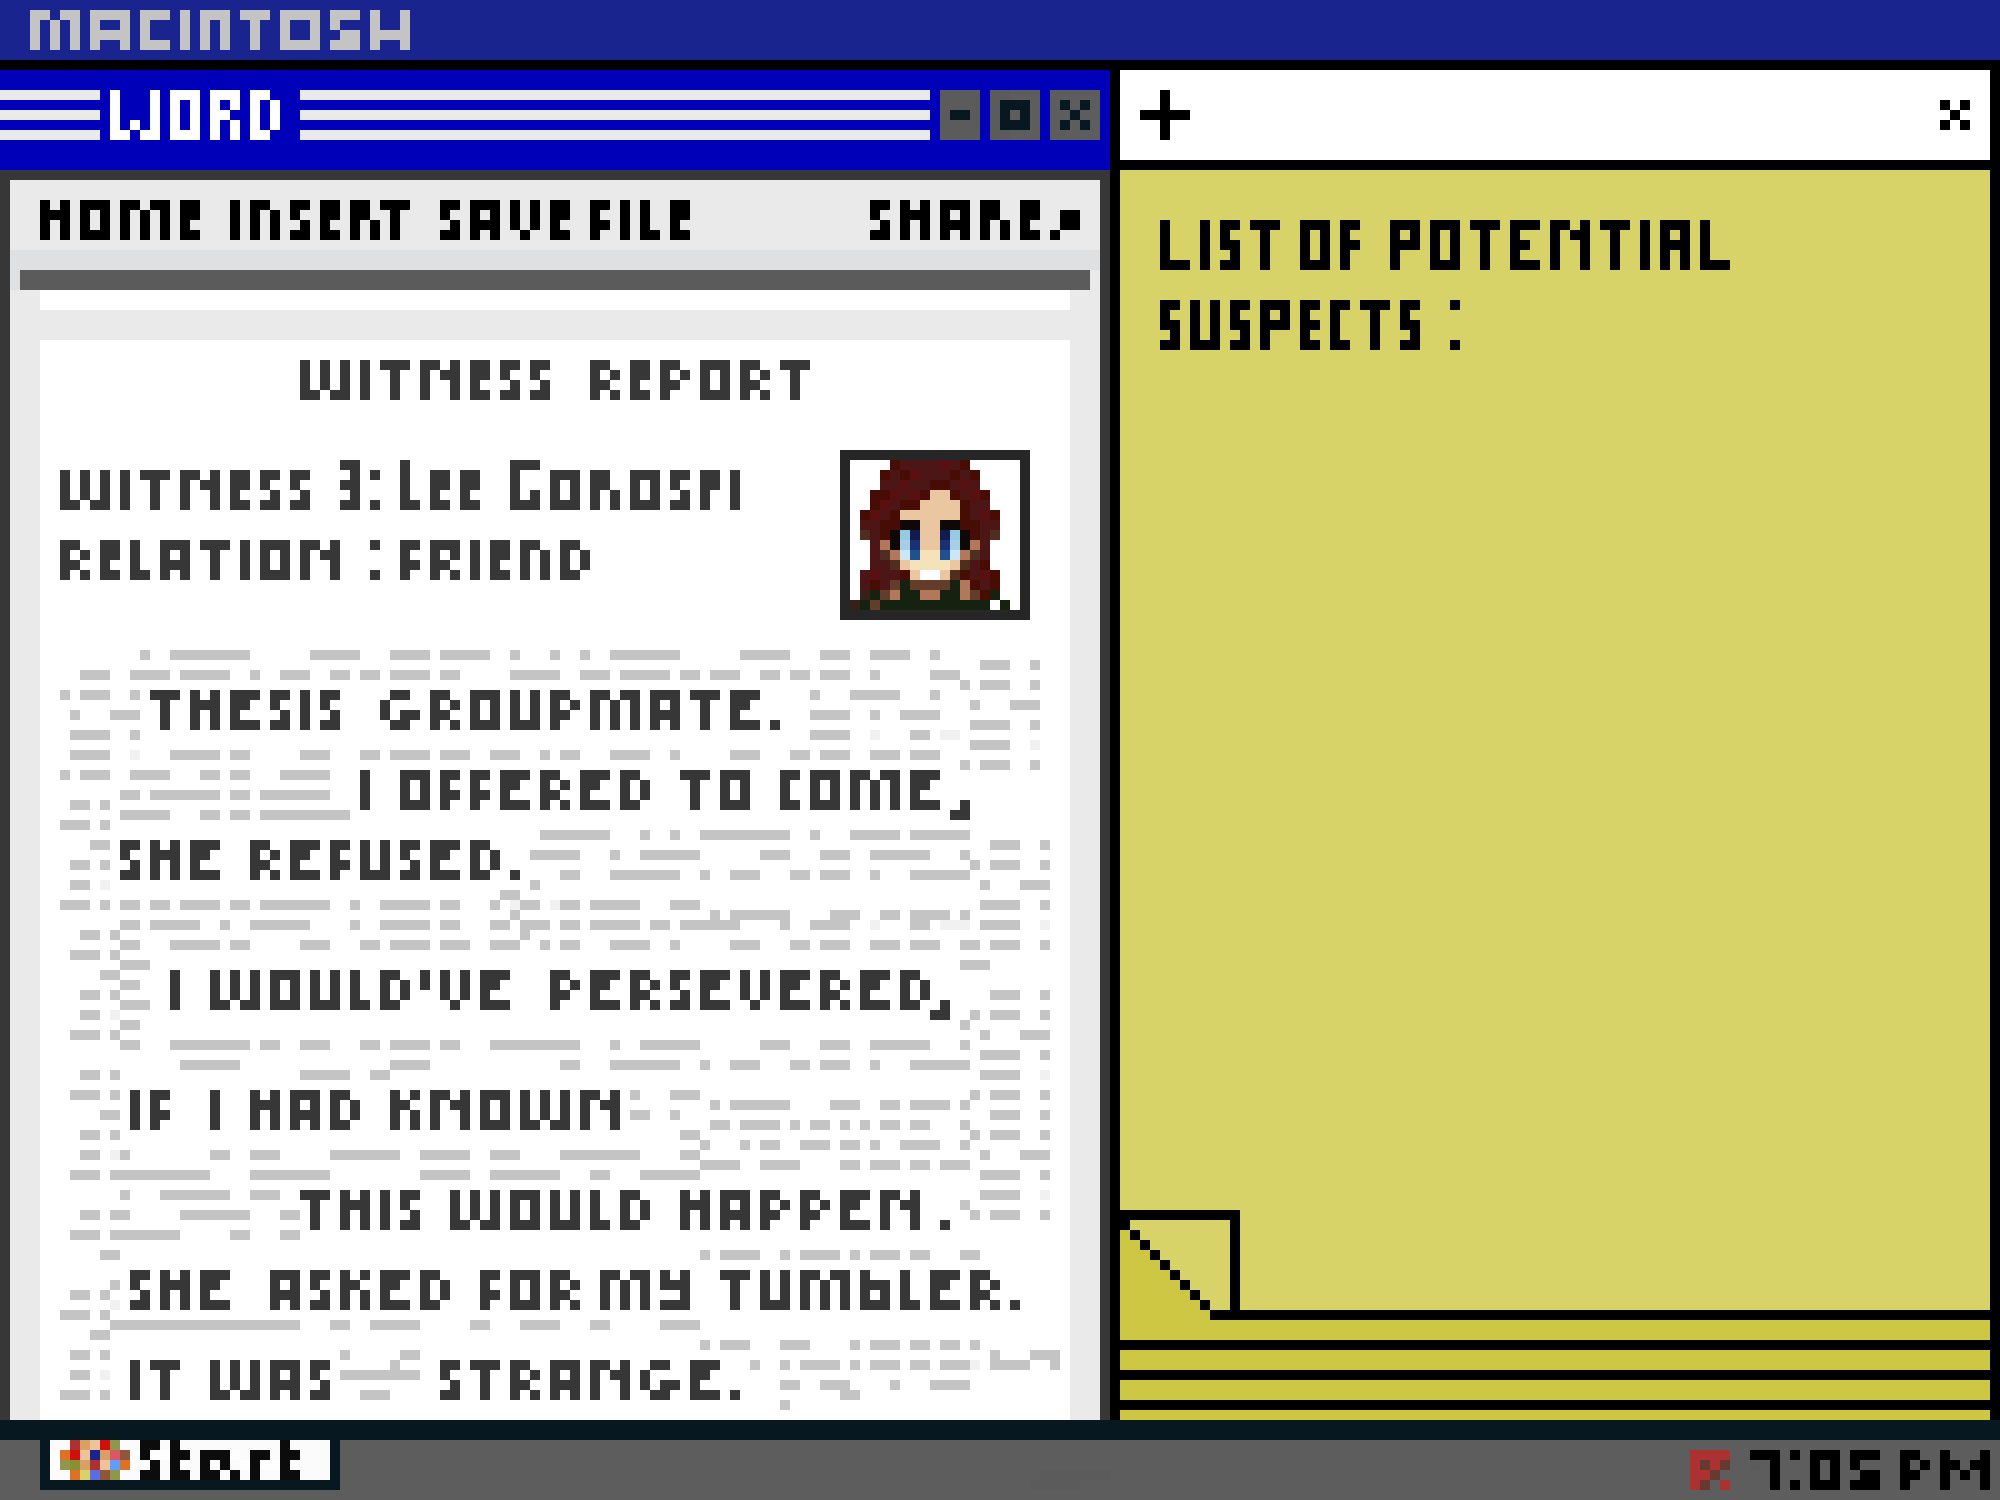 MACINTOSH
WORD
HOME INSERT SAVE FILE SHARE
WITNESS REPORT
WITNESS 3: Lee Gorospi
RELATION : FRIEND
THESIS GROUPMATE.
I OFFERED TO COME,
SHE REFUSED.
I WOULD'VE PERSEVERED,
IF I HAD KNOWN
THIS WOULD HAPPEN.
SHE ASKED FOR MY TUMBLER.
IT WAS STRANGE.
LIST OF POTENTIAL
SUSPECTS :
Start
7:05 PM